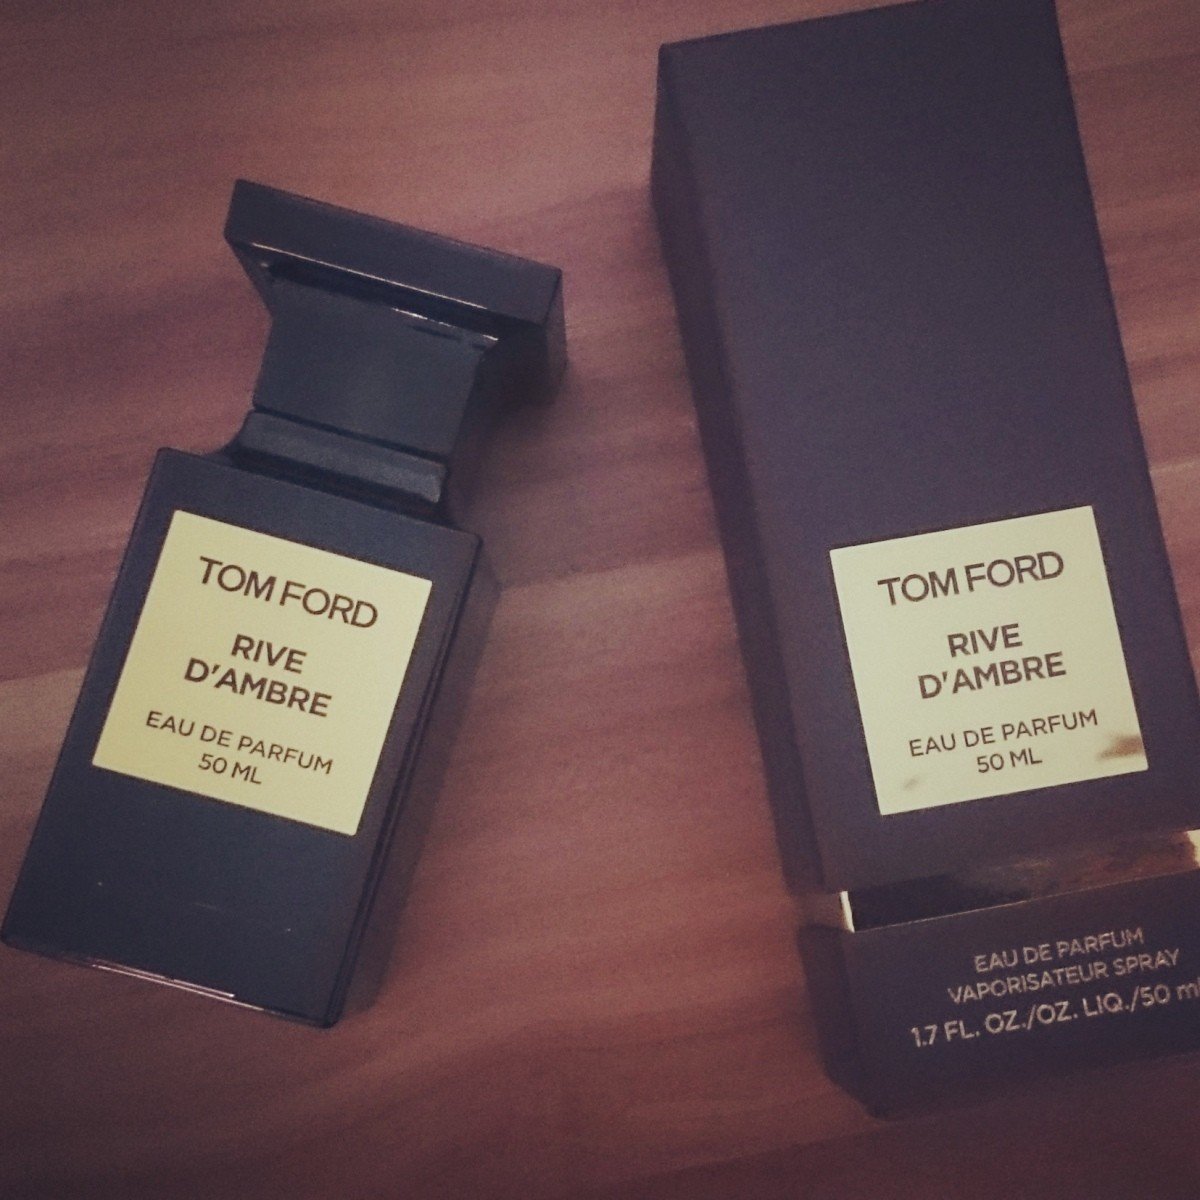 TOM FORD
RIVE
D'AMBRE
EAU DE PARFUM
50 ML
TOM FORD
RIVE
D'AMBRE
EAU DE PARFUM
50 ML
EAU DE PARFUM
VAPORISATEUR SPRAY
1.7 FL. OZ./OZ. LIQ./50 ml